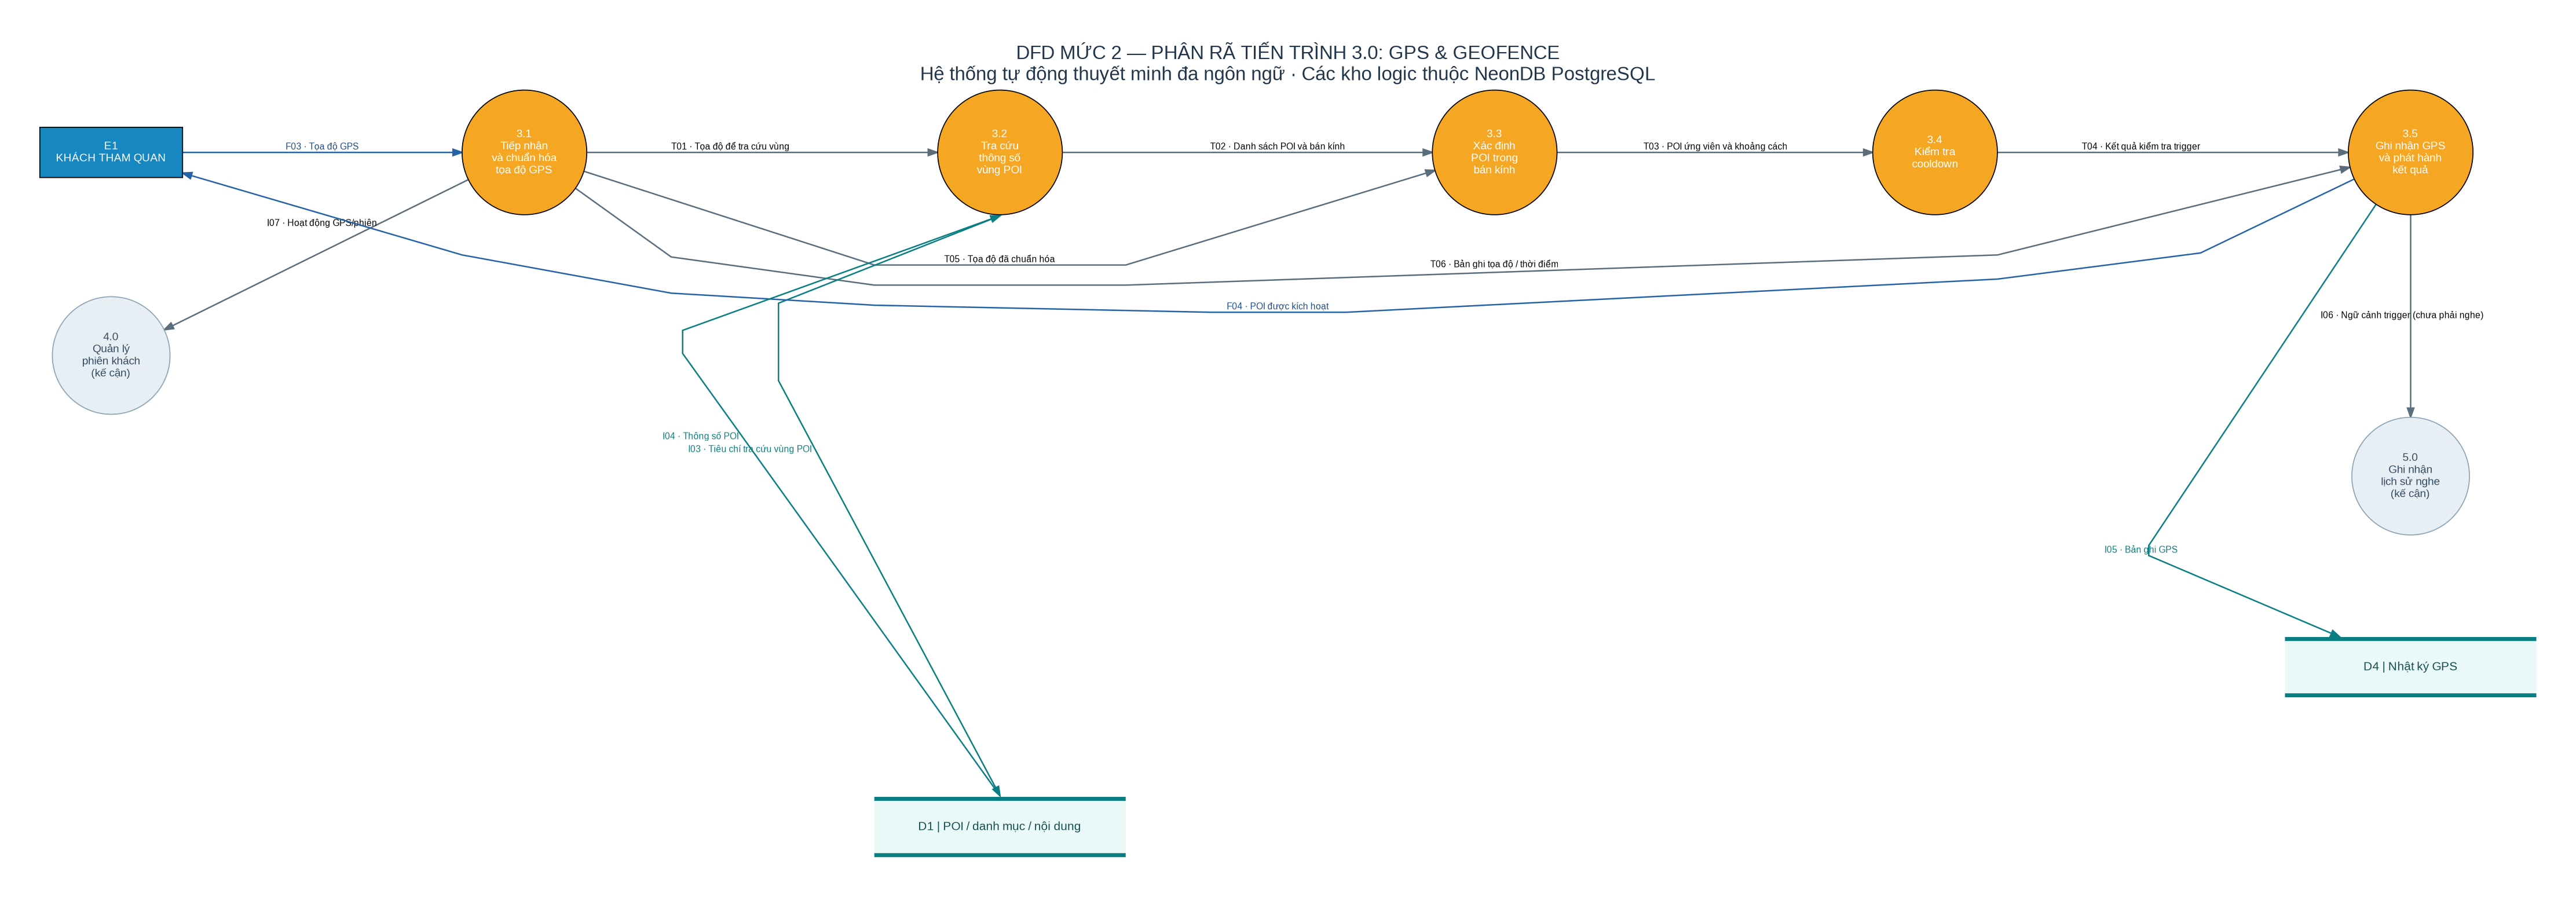 DFD MỨC 2 — PHÂN RÃ TIẾN TRÌNH 3.0: GPS & GEOFENCE
Hệ thống tự động thuyết minh đa ngôn ngữ · Các kho logic thuộc NeonDB PostgreSQL
E1
KHÁCH THAM QUAN
F03 · Tọa độ GPS
3.1
Tiếp nhận
và chuẩn hóa
tọa độ GPS
T01 · Tọa độ để tra cứu vùng
3.2
Tra cứu
thông số
vùng POI
T02 · Danh sách POI và bán kính
3.3
Xác định
POI trong
bán kính
T03 · POI ứng viên và khoảng cách
3.4
Kiểm tra
cooldown
T04 · Kết quả kiểm tra trigger
3.5
Ghi nhận GPS
và phát hành
kết quả
I07 · Hoạt động GPS/phiên
T05 · Tọa độ đã chuẩn hóa
T06 · Bản ghi tọa độ / thời điểm
F04 · POI được kích hoạt
I06 · Ngữ cảnh trigger (chưa phải nghe)
4.0
Quản lý
phiên khách
(kế cận)
I04 · Thông số POI
I03 · Tiêu chí tra cứu vùng POI
5.0
Ghi nhận
lịch sử nghe
(kế cận)
I05 · Bản ghi GPS
D4 | Nhật ký GPS
D1 | POI / danh mục / nội dung